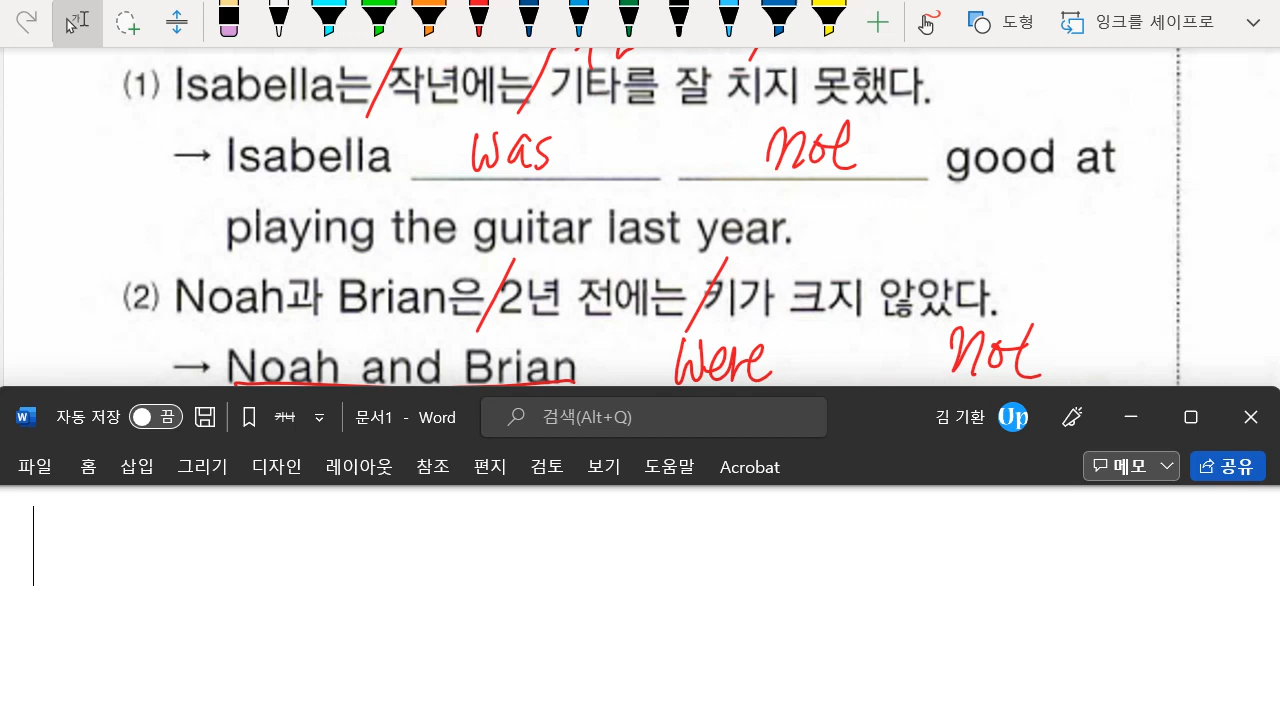 도형 잉크를 셰이프로
(1) Isabella는 작년에는 기타를 잘 치지 못했다.
→ Isabella was not good at
playing the guitar last year.
(2) Noah과 Brian은 2년 전에는 키가 크지 않았다.
→ Noah and Brian were not
자동 저장 끔 가나 문서1 - Word 검색(Alt+Q) 김 기환 Up
파일 홈 삽입 그리기 디자인 레이아웃 참조 편지 검토 보기 도움말 Acrobat 메모 공유